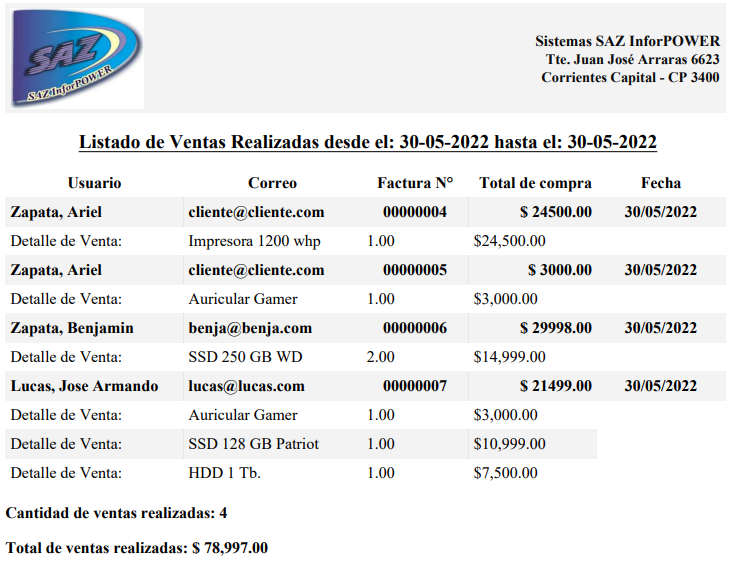 SAZ
SAZ InforPOWER
Sistemas SAZ InforPOWER
Tte. Juan José Arraras 6623
Corrientes Capital - CP 3400
Listado de Ventas Realizadas desde el: 30-05-2022 hasta el: 30-05-2022
Usuario Correo Factura N° Total de compra Fecha
Zapata, Ariel cliente@cliente.com 00000004 $ 24500.00 30/05/2022
Detalle de Venta: Impresora 1200 whp 1.00 $24,500.00
Zapata, Ariel cliente@cliente.com 00000005 $ 3000.00 30/05/2022
Detalle de Venta: Auricular Gamer 1.00 $3,000.00
Zapata, Benjamin benja@benja.com 00000006 $ 29998.00 30/05/2022
Detalle de Venta: SSD 250 GB WD 2.00 $14,999.00
Lucas, Jose Armando lucas@lucas.com 00000007 $ 21499.00 30/05/2022
Detalle de Venta: Auricular Gamer 1.00 $3,000.00
Detalle de Venta: SSD 128 GB Patriot 1.00 $10,999.00
Detalle de Venta: HDD 1 Tb. 1.00 $7,500.00
Cantidad de ventas realizadas: 4
Total de ventas realizadas: $ 78,997.00